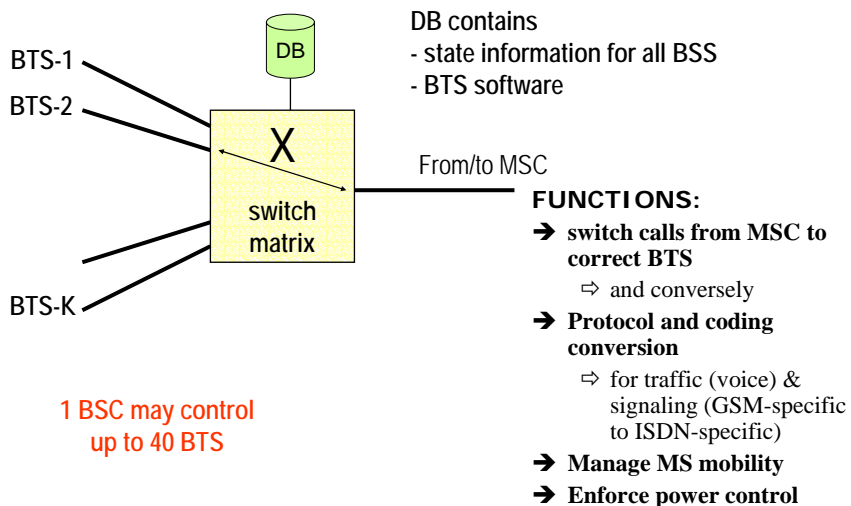 DB
DB contains
- state information for all BSS
- BTS software
BTS-1
BTS-2
X
switch
matrix
From/to MSC
BTS-K
1 BSC may control
up to 40 BTS
FUNCTIONS:
➔ switch calls from MSC to
correct BTS
⇨ and conversely
➔ Protocol and coding
conversion
⇨ for traffic (voice) &
signaling (GSM-specific
to ISDN-specific)
➔ Manage MS mobility
➔ Enforce power control